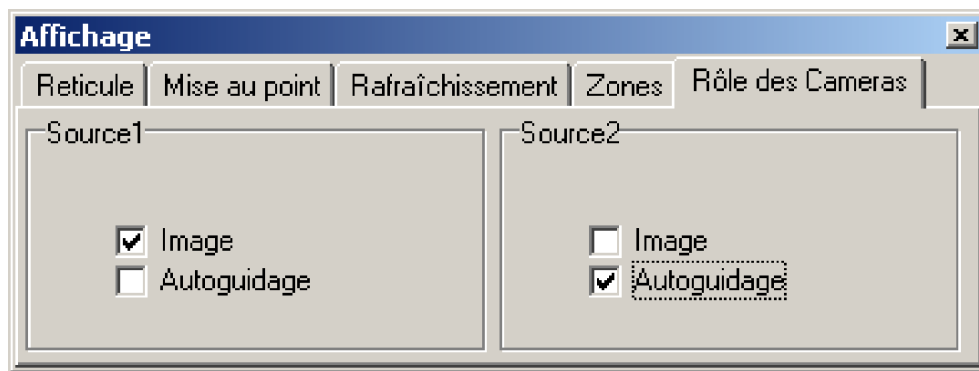 Affichage
Reticule Mise au point Rafraîchissement Zones Rôle des Cameras
Source1 Source2
Image Image
Autoguidage Autoguidage